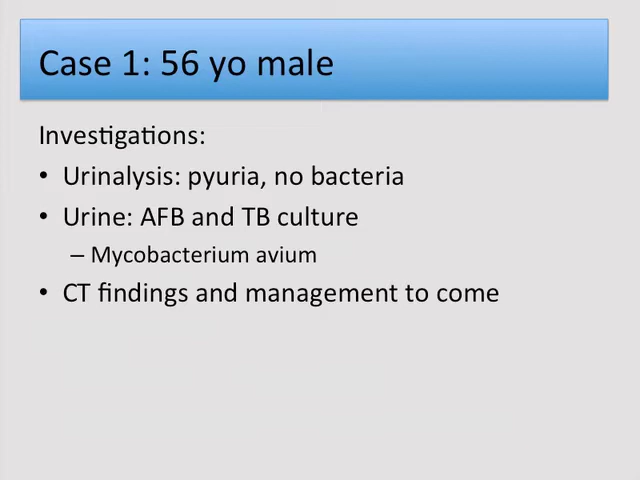 Case 1: 56 yo male
Investigations:
• Urinalysis: pyuria, no bacteria
• Urine: AFB and TB culture
– Mycobacterium avium
• CT findings and management to come